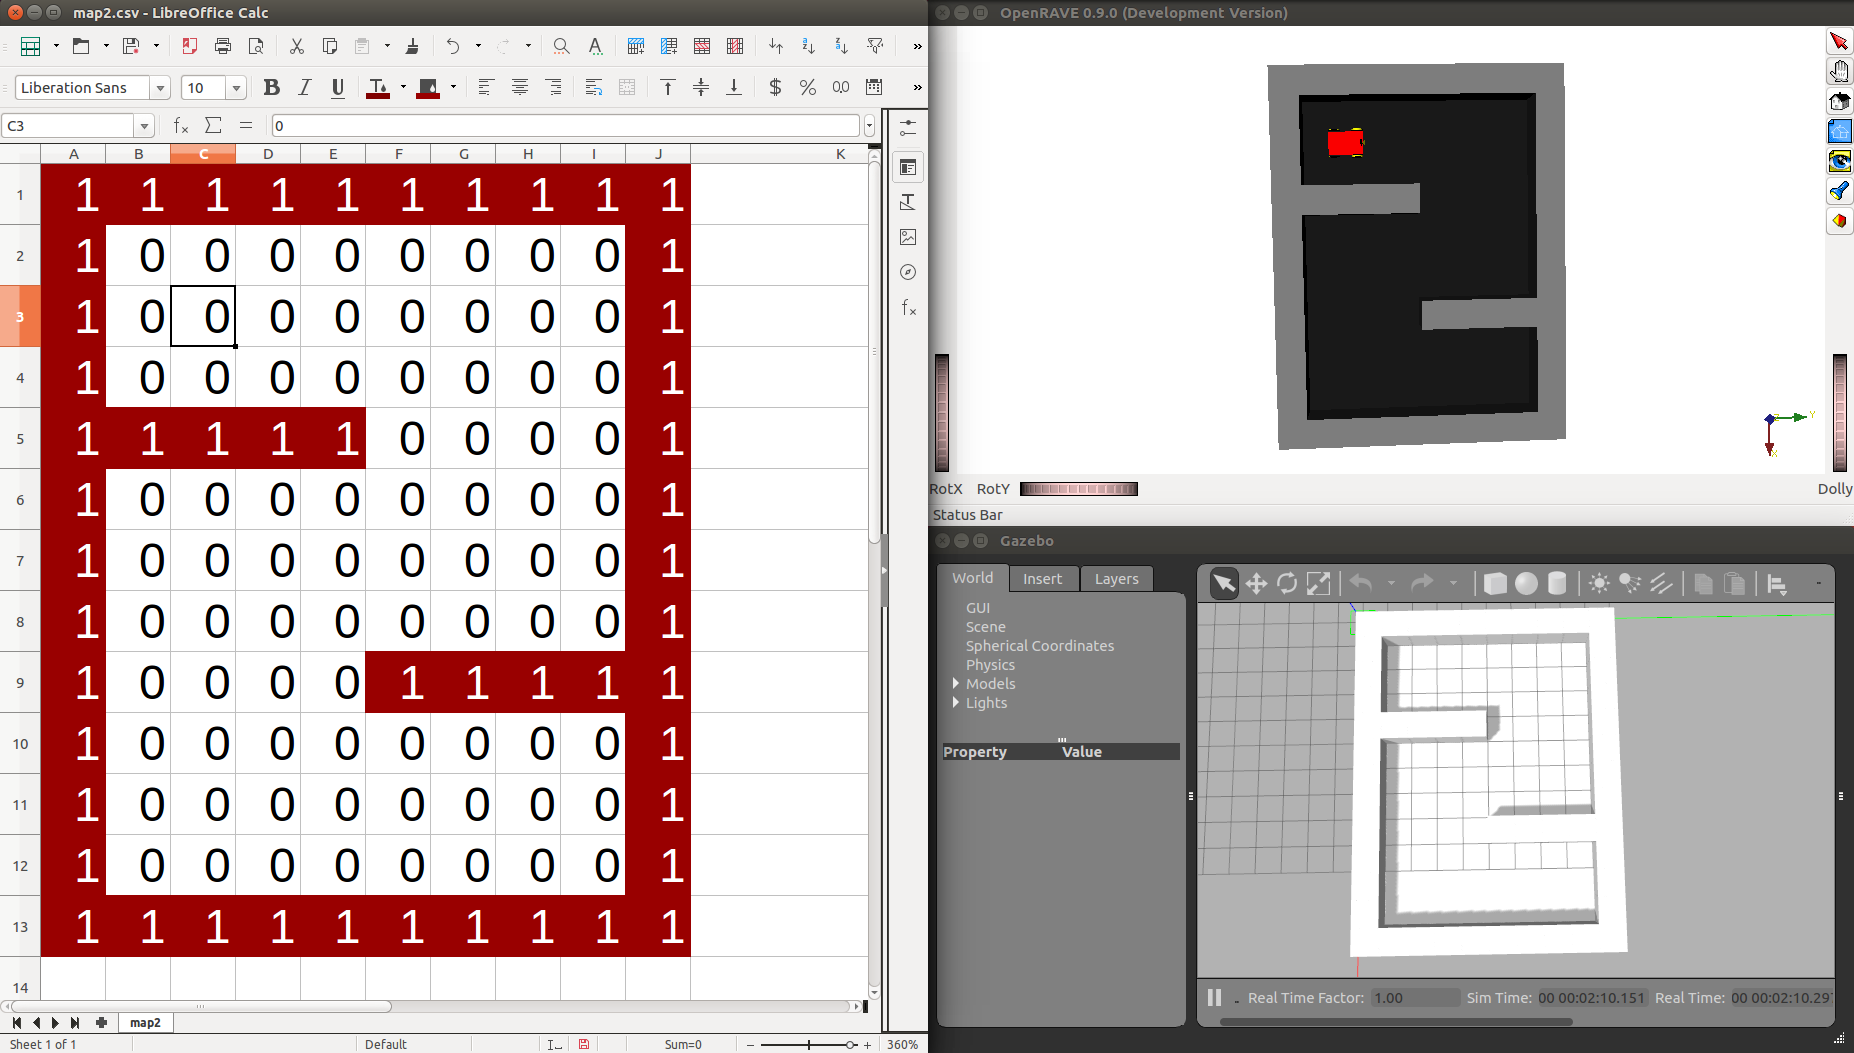 map2.csv - LibreOffice Calc
Liberation Sans
10
C3
0
A B C D E F G H I J K
1 1 1 1 1 1 1 1 1 1 1
2 1 0 0 0 0 0 0 0 0 1
3 1 0 0 0 0 0 0 0 0 1
4 1 0 0 0 0 0 0 0 0 1
5 1 1 1 1 1 0 0 0 0 1
6 1 0 0 0 0 0 0 0 0 1
7 1 0 0 0 0 0 0 0 0 1
8 1 0 0 0 0 0 0 0 0 1
9 1 0 0 0 0 1 1 1 1 1
10 1 0 0 0 0 0 0 0 0 1
11 1 0 0 0 0 0 0 0 0 1
12 1 0 0 0 0 0 0 0 0 1
13 1 1 1 1 1 1 1 1 1 1
14
map2
Sheet 1 of 1
Default
Sum=0
360%
OpenRAVE 0.9.0 (Development Version)
Y
X
RotX RotY
Dolly
Status Bar
Gazebo
World Insert Layers
GUI
Scene
Spherical Coordinates
Physics
Models
Lights
Property Value
Real Time Factor: 1.00 Sim Time: 00 00:02:10.151 Real Time: 00 00:02:10.297